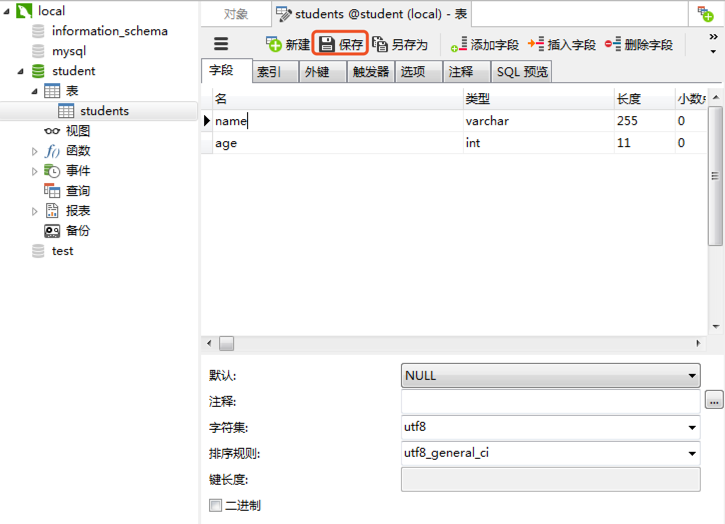 local
information_schema
mysql
student
表
students
视图
函数
事件
查询
报表
备份
test
对象 students @student (local) - 表
新建 保存 另存为 添加字段 插入字段 删除字段
字段 索引 外键 触发器 选项 注释 SQL 预览
名 类型 长度
name varchar 255 0
age int 11 0
默认: NULL
注释: ...
字符集: utf8
排序规则: utf8_general_ci
键长度:
二进制